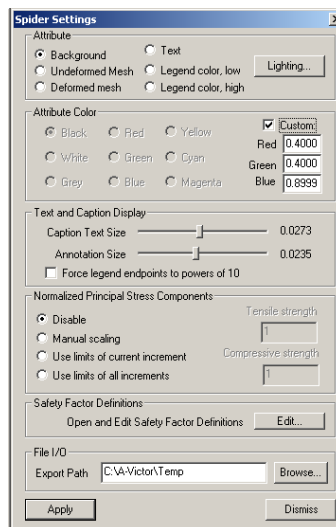 Spider Settings
Attribute
Background
Text
Undeformed Mesh
Legend color, low
Deformed mesh
Legend color, high
Lighting...
Attribute Color
Black
Red
Yellow
White
Green
Cyan
Grey
Blue
Magenta
Custom:
Red 0.4000
Green 0.4000
Blue 0.8999
Text and Caption Display
Caption Text Size 0.0273
Annotation Size 0.0235
Force legend endpoints to powers of 10
Normalized Principal Stress Components
Disable
Manual scaling
Use limits of current increment
Use limits of all increments
Tensile strength
1
Compressive strength
1
Safety Factor Definitions
Open and Edit Safety Factor Definitions Edit...
File I/O
Export Path C:\A-Victor\Temp Browse...
Apply Dismiss